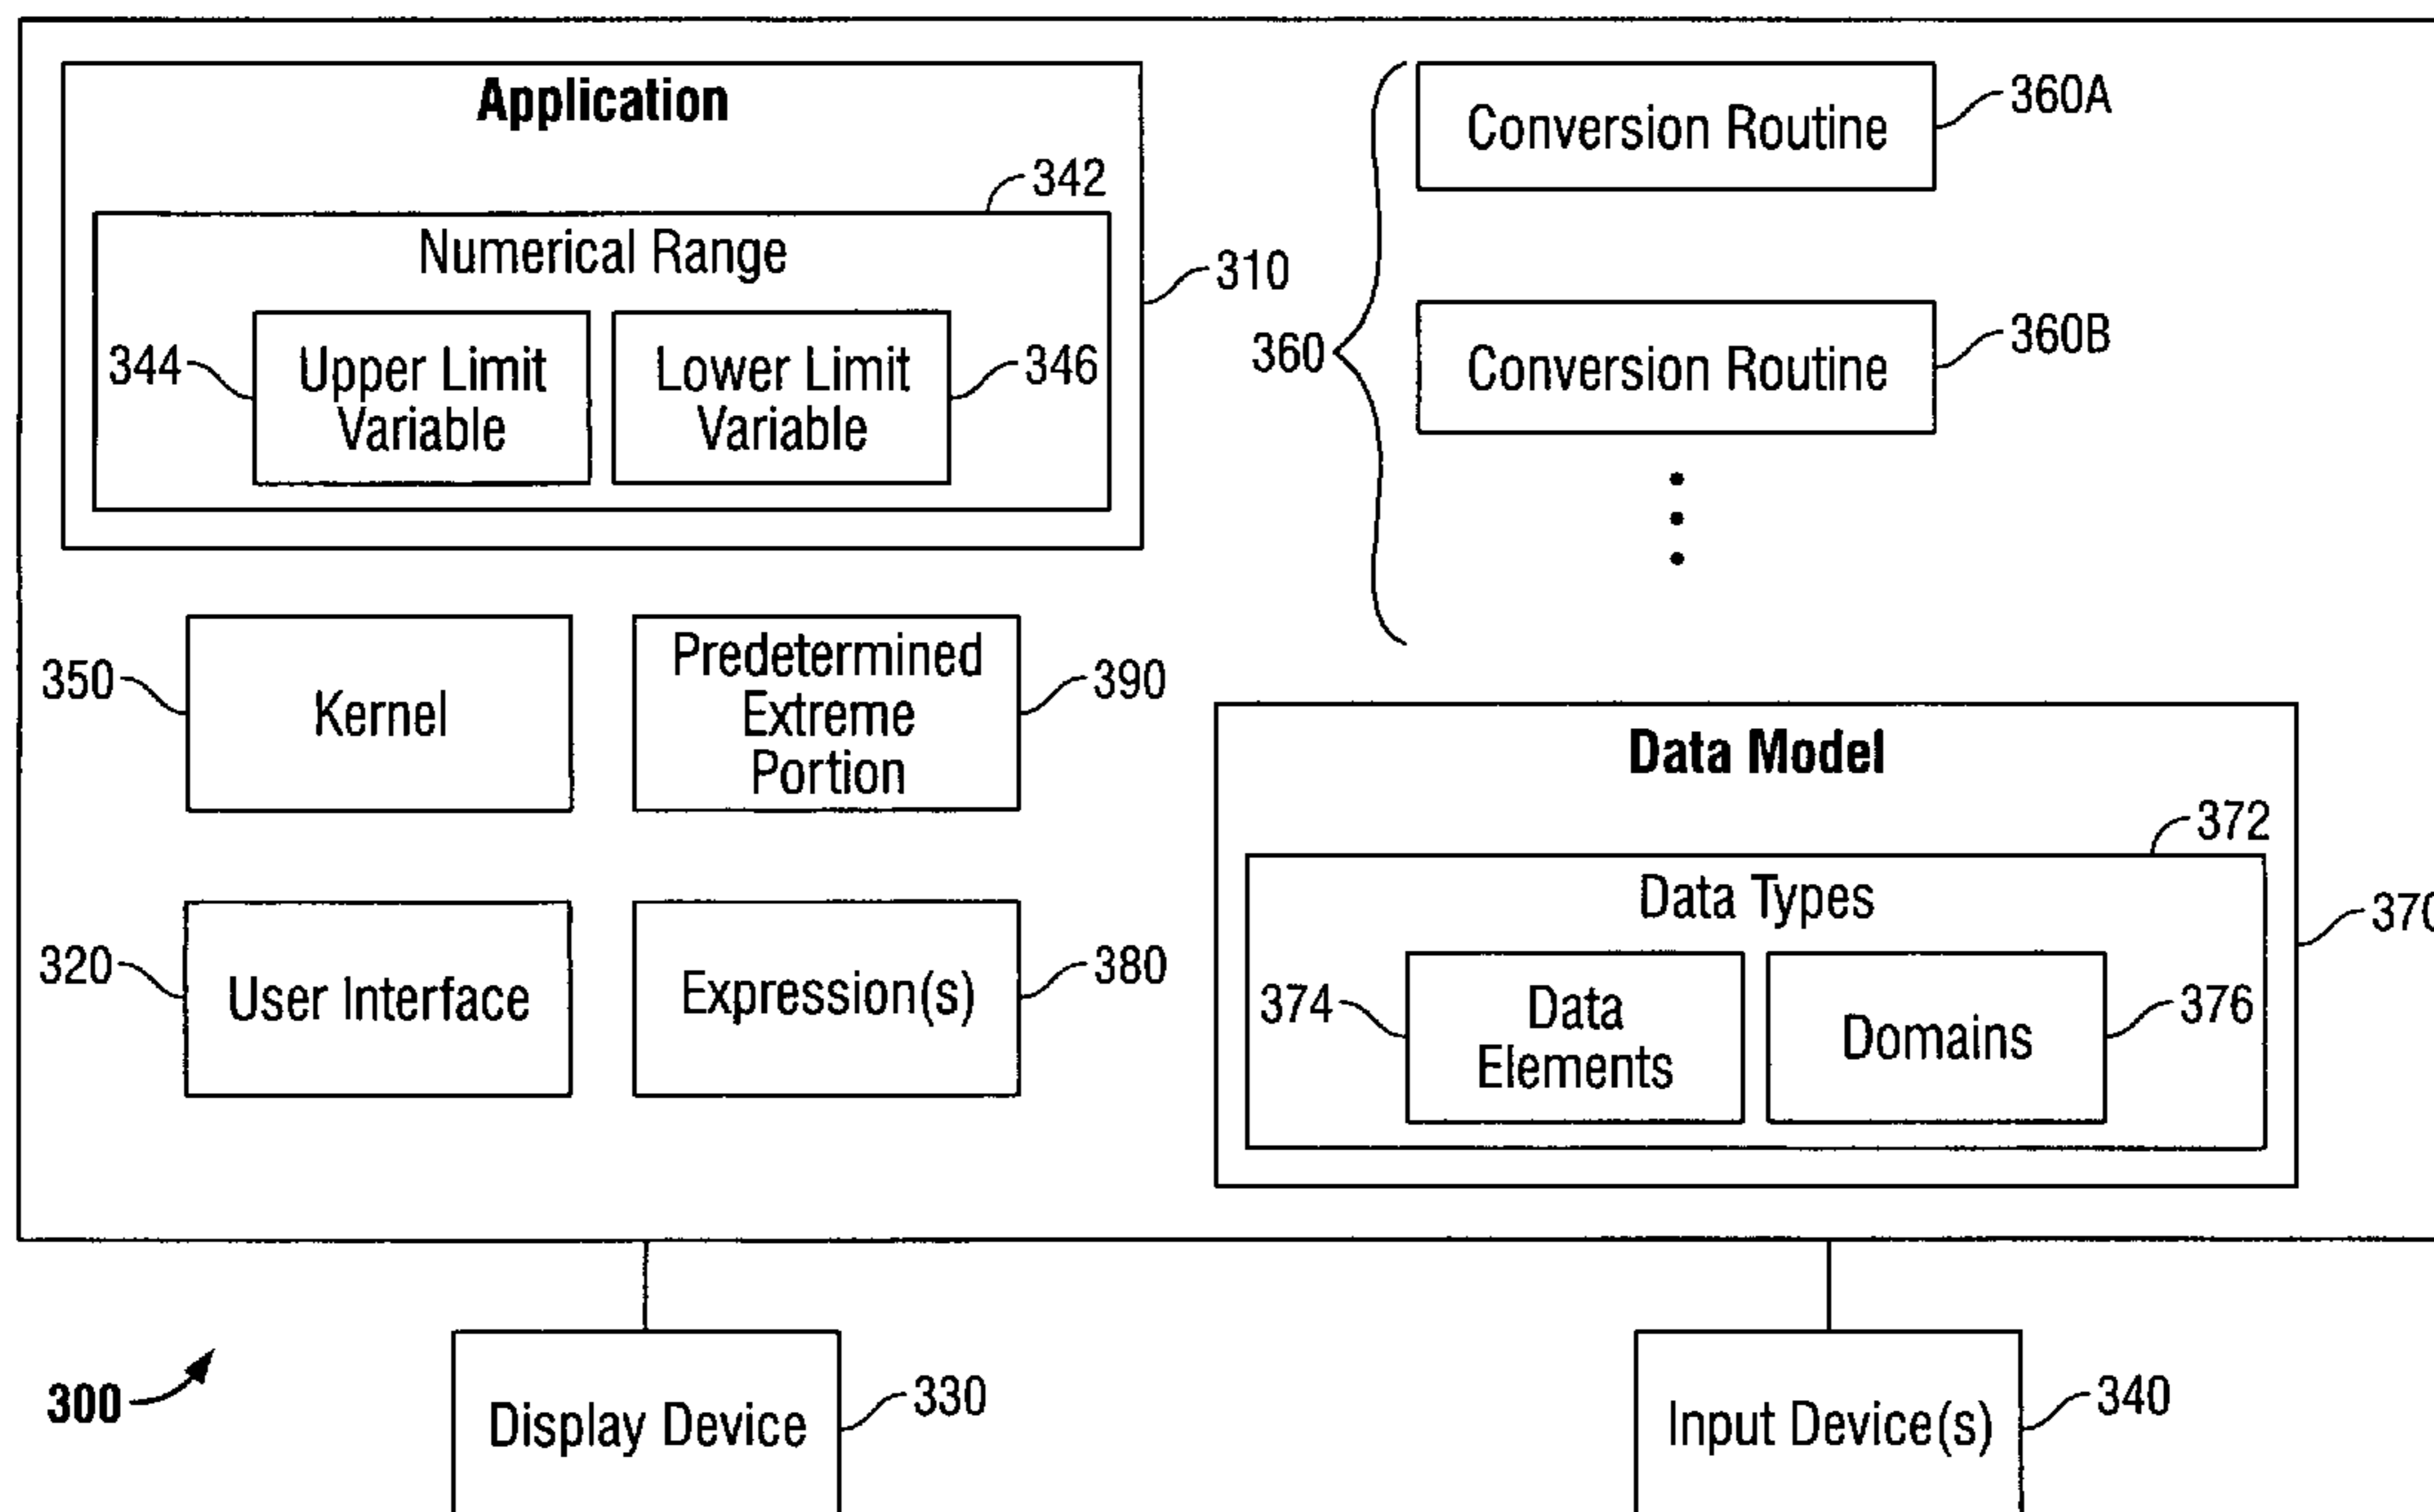 Application
360A
Conversion Routine
342
Numerical Range
310
344
Upper Limit
Variable
Lower Limit
Variable
346
360
360B
Conversion Routine
350
Kernel
Predetermined
Extreme
Portion
390
Data Model
372
Data Types
370
320
User Interface
Expression(s)
380
374
Data
Elements
Domains
376
300
Display Device
330
Input Device(s)
340